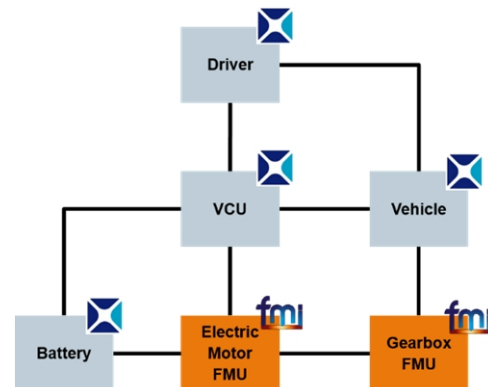 Driver
VCU
Vehicle
fmi
fmi
Battery
Electric
Motor
FMU
Gearbox
FMU